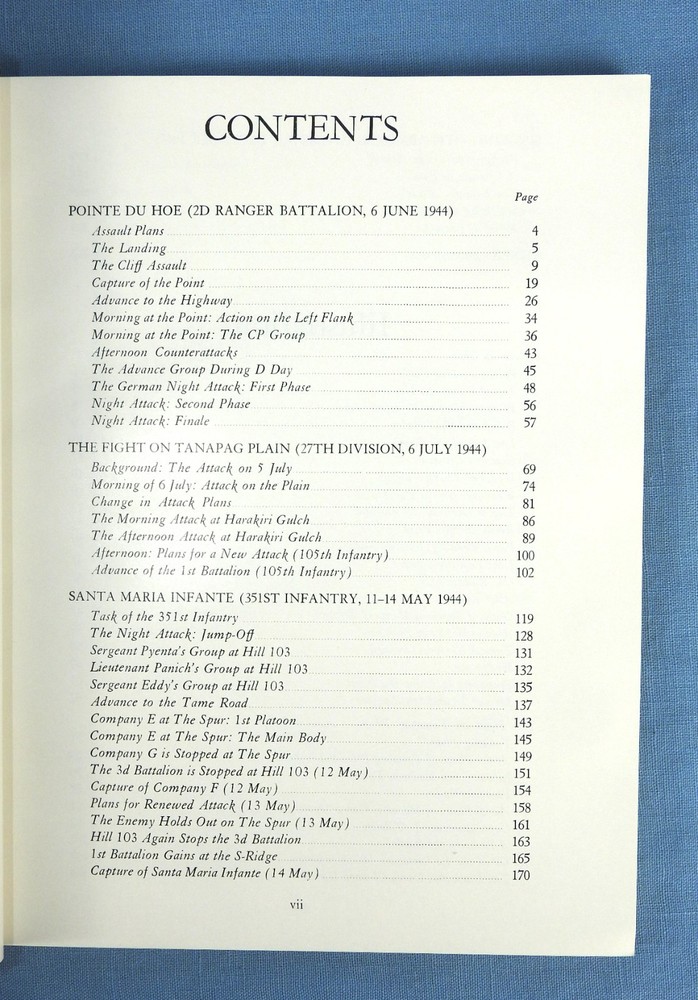 CONTENTS
Page
POINTE DU HOE (2D RANGER BATTALION, 6 JUNE 1944)
Assault Plans 4
The Landing 5
The Cliff Assault 9
Capture of the Point 19
Advance to the Highway 26
Morning at the Point: Action on the Left Flank 34
Morning at the Point: The CP Group 36
Afternoon Counterattacks 43
The Advance Group During D Day 45
The German Night Attack: First Phase 48
Night Attack: Second Phase 56
Night Attack: Finale 57
THE FIGHT ON TANAPAG PLAIN (27TH DIVISION, 6 JULY 1944)
Background: The Attack on 5 July 69
Morning of 6 July: Attack on the Plain 74
Change in Attack Plans 81
The Morning Attack at Harakiri Gulch 86
The Afternoon Attack at Harakiri Gulch 89
Afternoon: Plans for a New Attack (105th Infantry) 100
Advance of the 1st Battalion (105th Infantry) 102
SANTA MARIA INFANTE (351ST INFANTRY, 11–14 MAY 1944)
Task of the 351st Infantry 119
The Night Attack: Jump-Off 128
Sergeant Pyenta's Group at Hill 103 131
Lieutenant Panich's Group at Hill 103 132
Sergeant Eddy's Group at Hill 103 135
Advance to the Tame Road 137
Company E at The Spur: 1st Platoon 143
Company E at The Spur: The Main Body 145
Company G is Stopped at The Spur 149
The 3d Battalion is Stopped at Hill 103 (12 May) 151
Capture of Company F (12 May) 154
Plans for Renewed Attack (13 May) 158
The Enemy Holds Out on The Spur (13 May) 161
Hill 103 Again Stops the 3d Battalion 163
1st Battalion Gains at the S-Ridge 165
Capture of Santa Maria Infante (14 May) 170
vii